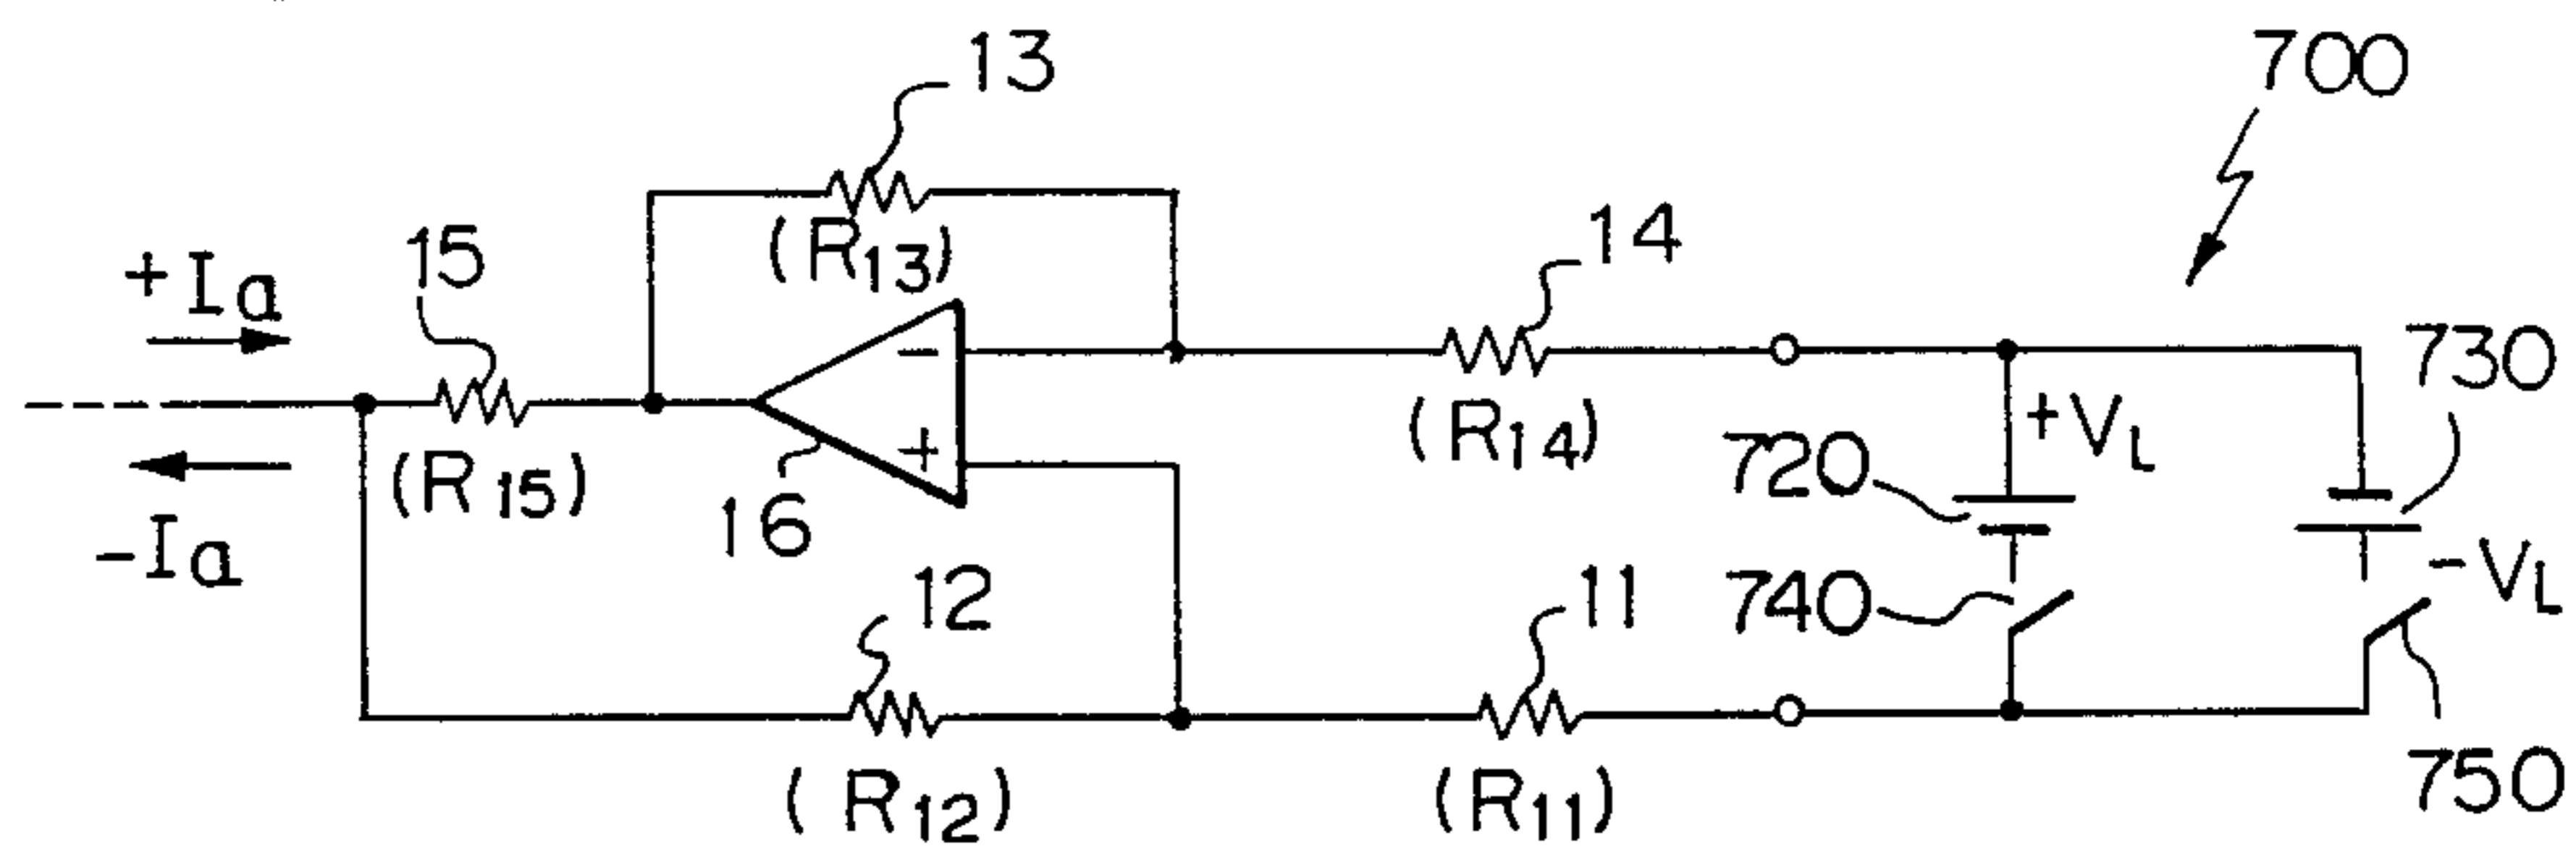 13
700
(R13)
14
+Ia
15
730
+VL
(R14)
720
-
+
(R15)
16
-Ia
12
11
740
-VL
750
(R12)
(R11)